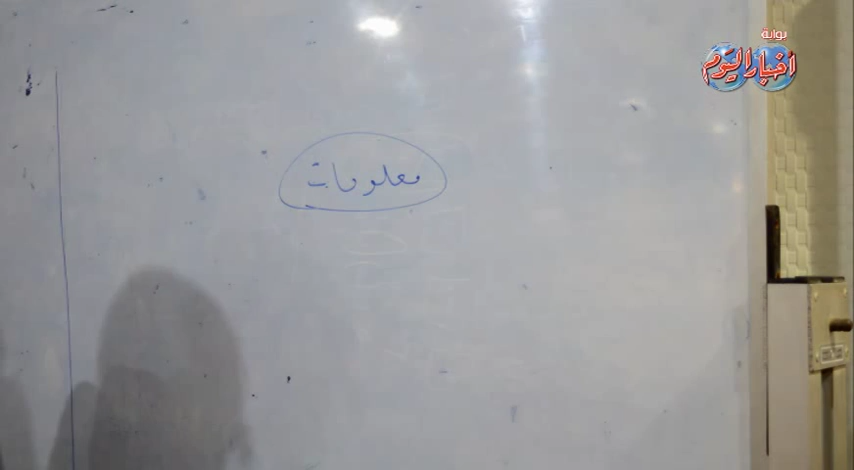 بوابة
أخبار اليوم
معلومات